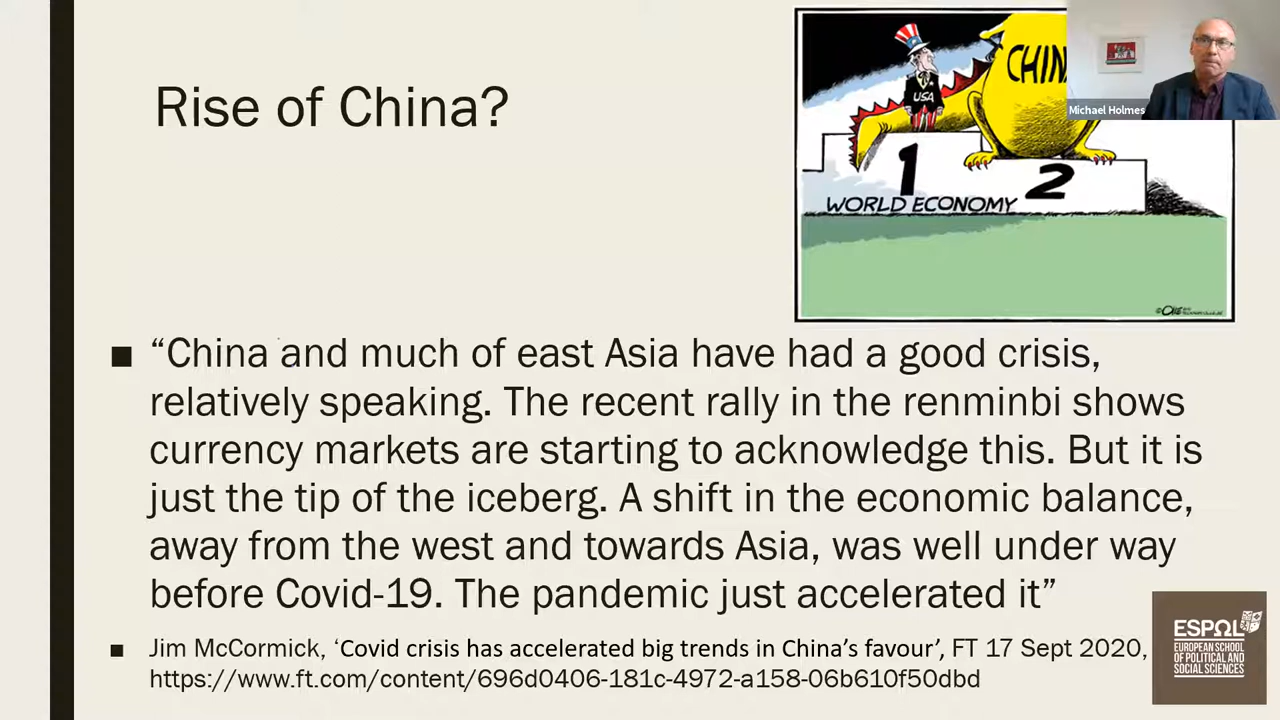 Rise of China?
USA
CHIN
1
2
WORLD ECONOMY
Michael Holmes
■ “China and much of east Asia have had a good crisis,
relatively speaking. The recent rally in the renminbi shows
currency markets are starting to acknowledge this. But it is
just the tip of the iceberg. A shift in the economic balance,
away from the west and towards Asia, was well under way
before Covid-19. The pandemic just accelerated it”
■ Jim McCormick, ‘Covid crisis has accelerated big trends in China’s favour’, FT 17 Sept 2020,
https://www.ft.com/content/696d0406-181c-4972-a158-06b610f50dbd
ESPΩL
EUROPEAN SCHOOL
OF POLITICAL AND
SOCIAL SCIENCES